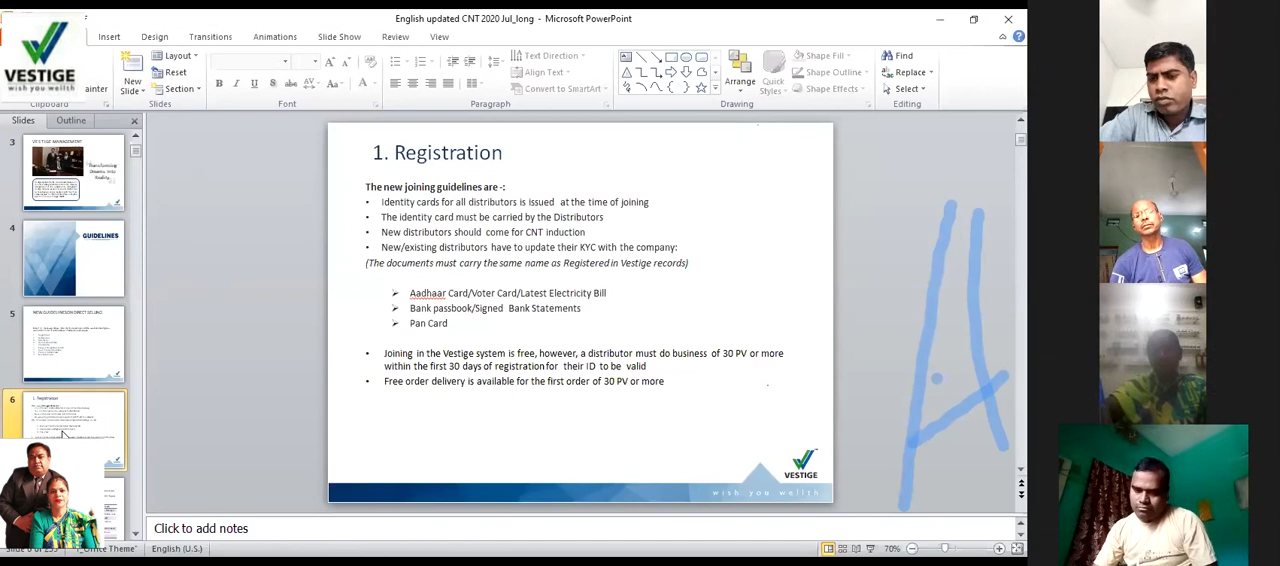 English updated CNT 2020 Jul_long - Microsoft PowerPoint
Insert Design Transitions Animations Slide Show Review View
VESTIGE
wish you wellth
New Slide
Layout
Reset
Section
Text Direction
Align Text
Convert to SmartArt
Arrange
Quick Styles
Shape Fill
Shape Outline
Shape Effects
Find
Replace
Select
Clipboard Slides Font Paragraph Drawing Editing
Slides Outline
3
VESTIGE MANAGEMENT
4
GUIDELINES
5
6
1. Registration
1. Registration
The new joining guidelines are-:
• Identity cards for all distributors is issued at the time of joining
• The identity card must be carried by the Distributors
• New distributors should come for CNT induction
• New/existing distributors have to update their KYC with the company:
(The documents must carry the same name as Registered in Vestige records)
➢ Aadhaar Card/Voter Card/Latest Electricity Bill
➢ Bank passbook/Signed Bank Statements
➢ Pan Card
• Joining in the Vestige system is free, however, a distributor must do business of 30 PV or more
within the first 30 days of registration for their ID to be valid
• Free order delivery is available for the first order of 30 PV or more
VESTIGE
wish you wellth
Click to add notes
English (U.S.)
70%